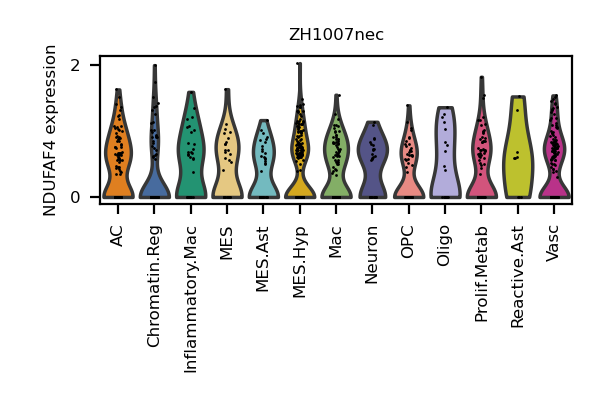 ZH1007nec
NDUFAF4 expression
2
0
AC
Chromatin.Reg
Inflammatory.Mac
MES
MES.Ast
MES.Hyp
Mac
Neuron
OPC
Oligo
Prolif.Metab
Reactive.Ast
Vasc